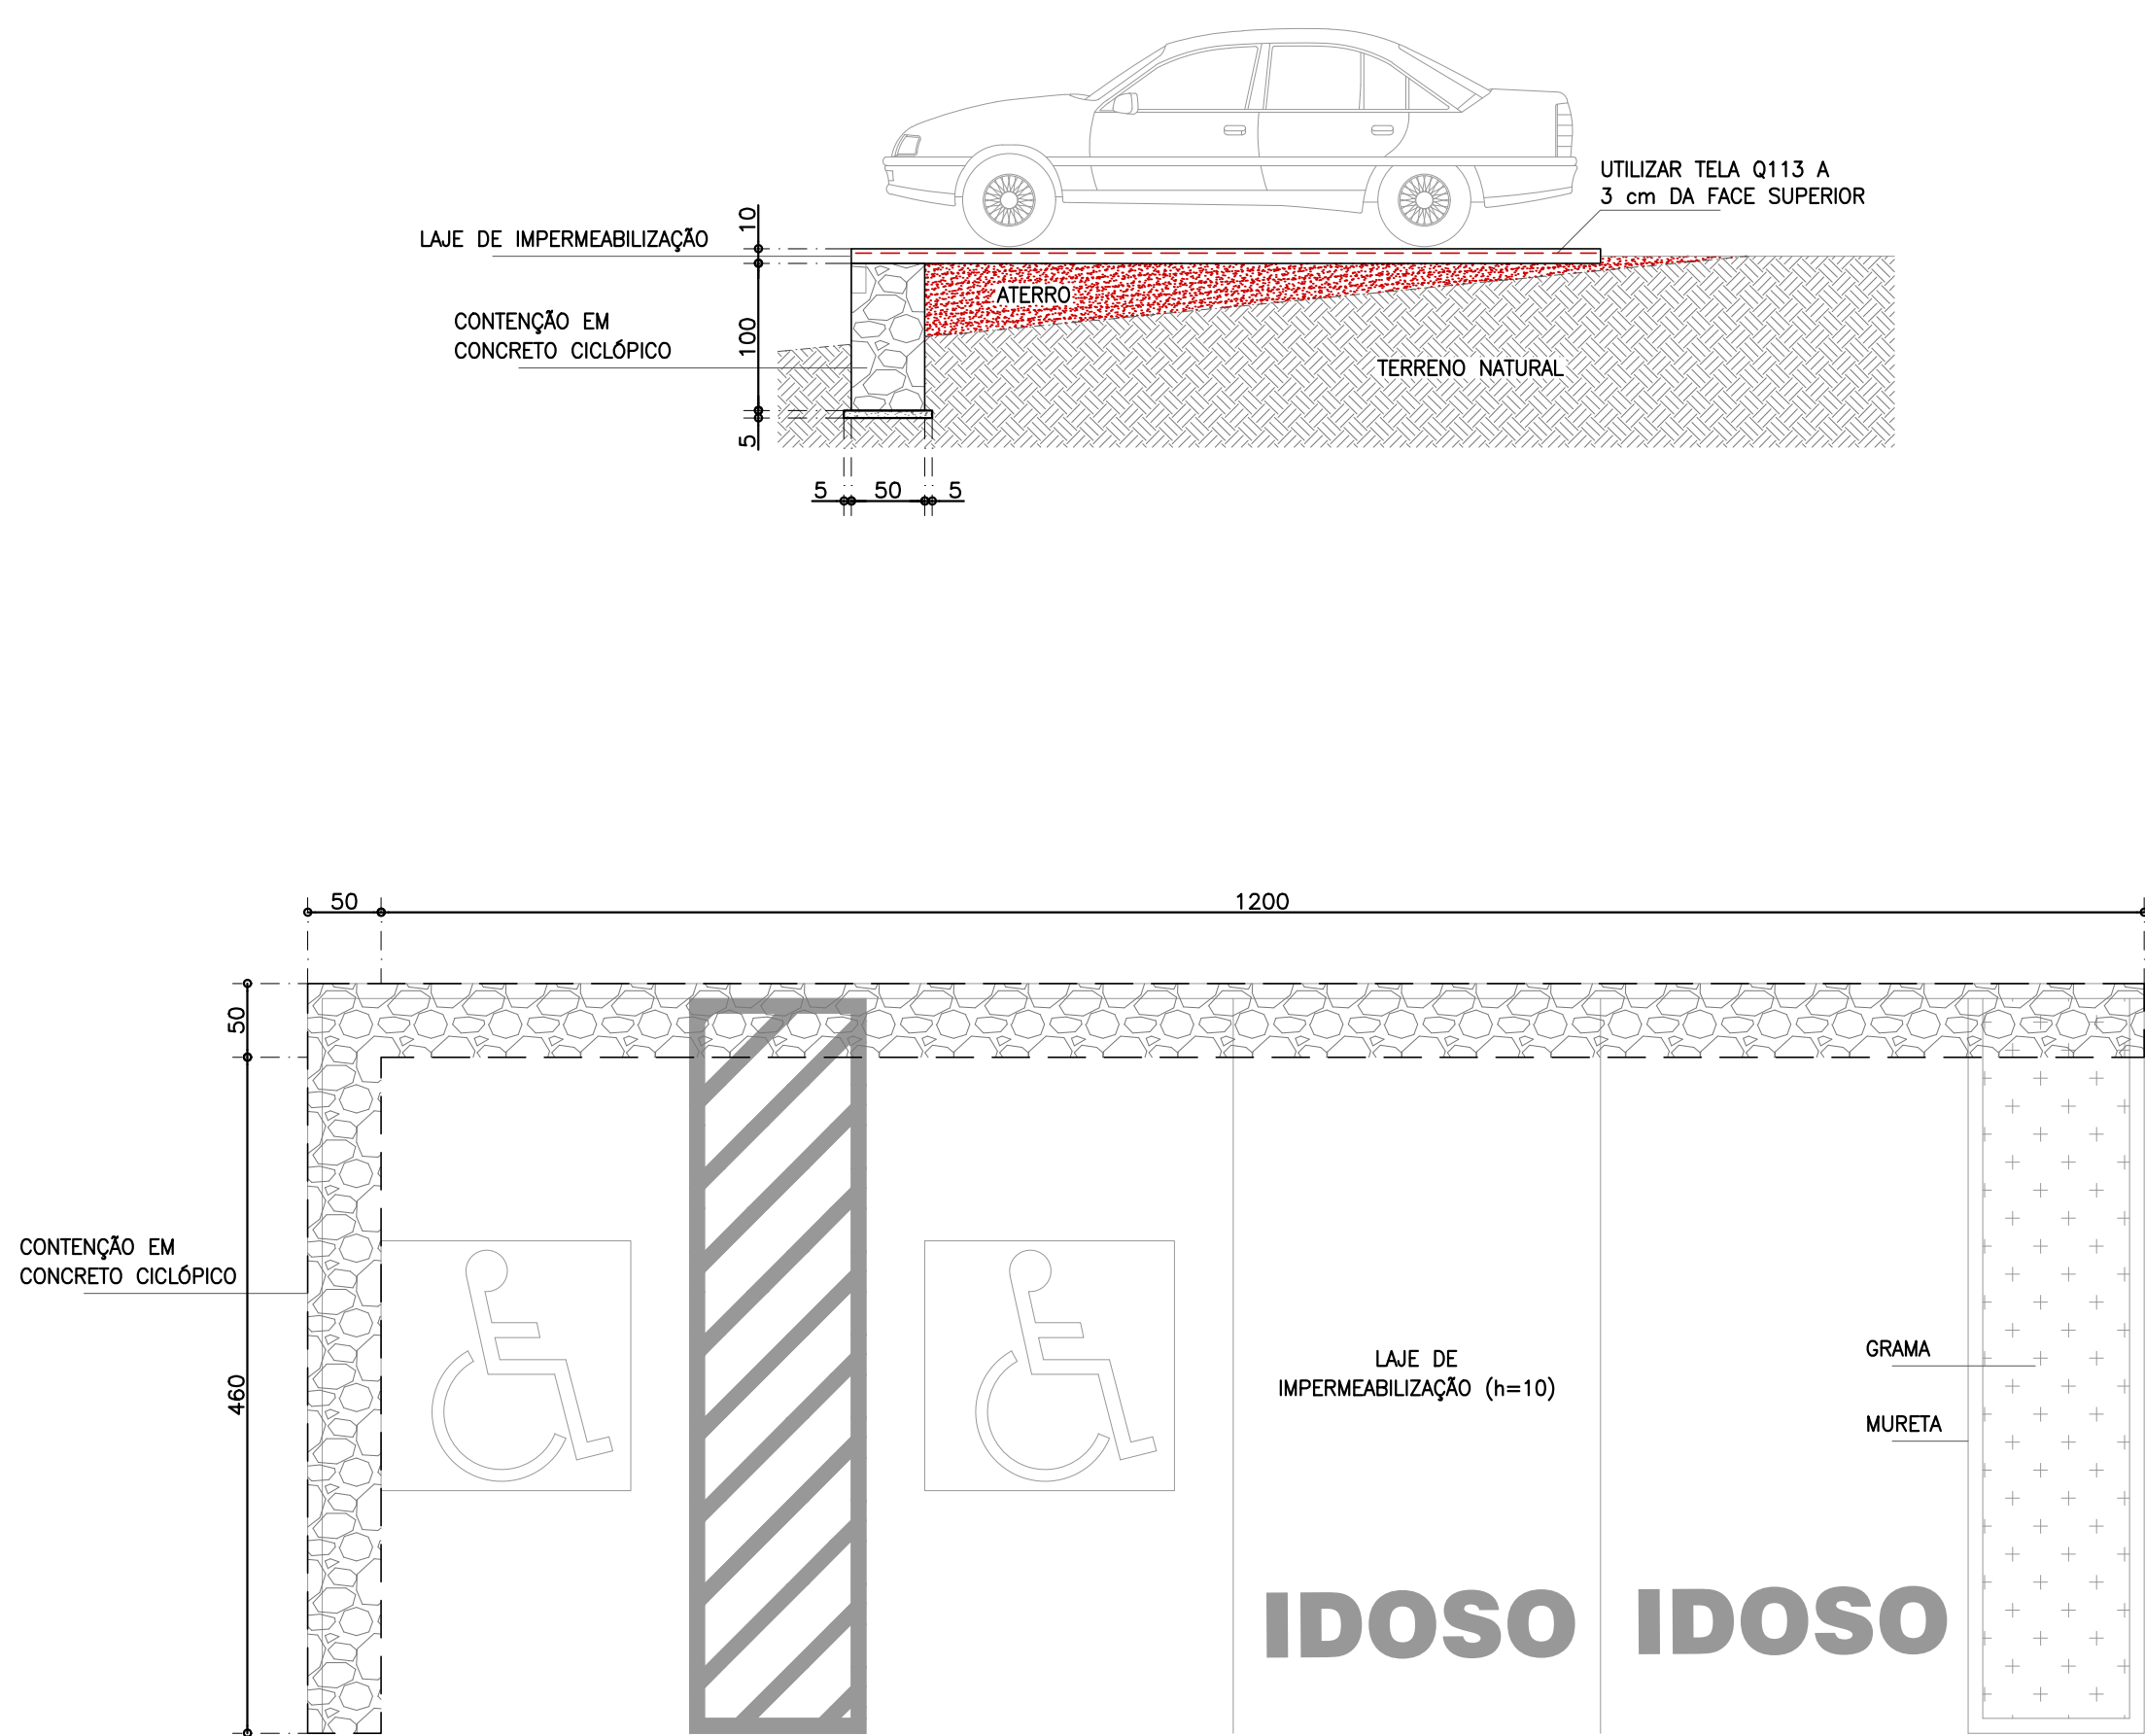 UTILIZAR TELA Q113 A
3 cm DA FACE SUPERIOR
10
LAJE DE IMPERMEABILIZAÇÃO
ATERRO
CONTENÇÃO EM
CONCRETO CICLÓPICO
100
TERRENO NATURAL
5
5
50
5
50
1200
50
CONTENÇÃO EM
CONCRETO CICLÓPICO
460
LAJE DE
IMPERMEABILIZAÇÃO (h=10)
GRAMA
MURETA
IDOSO
IDOSO